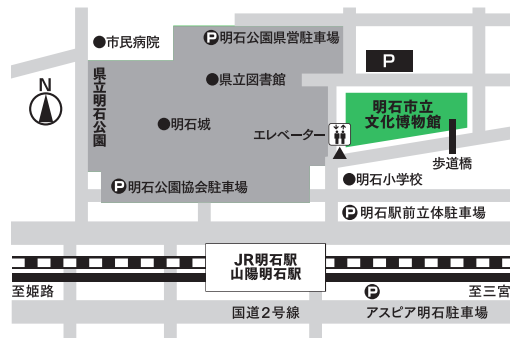 市民病院
P 明石公園県営駐車場
P
N
県立明石公園
県立図書館
明石市立
文化博物館
明石城
エレベーター
歩道橋
明石小学校
P 明石公園協会駐車場
P 明石駅前立体駐車場
JR明石駅
山陽明石駅
至姫路
P
至三宮
国道2号線
アスピア明石駐車場